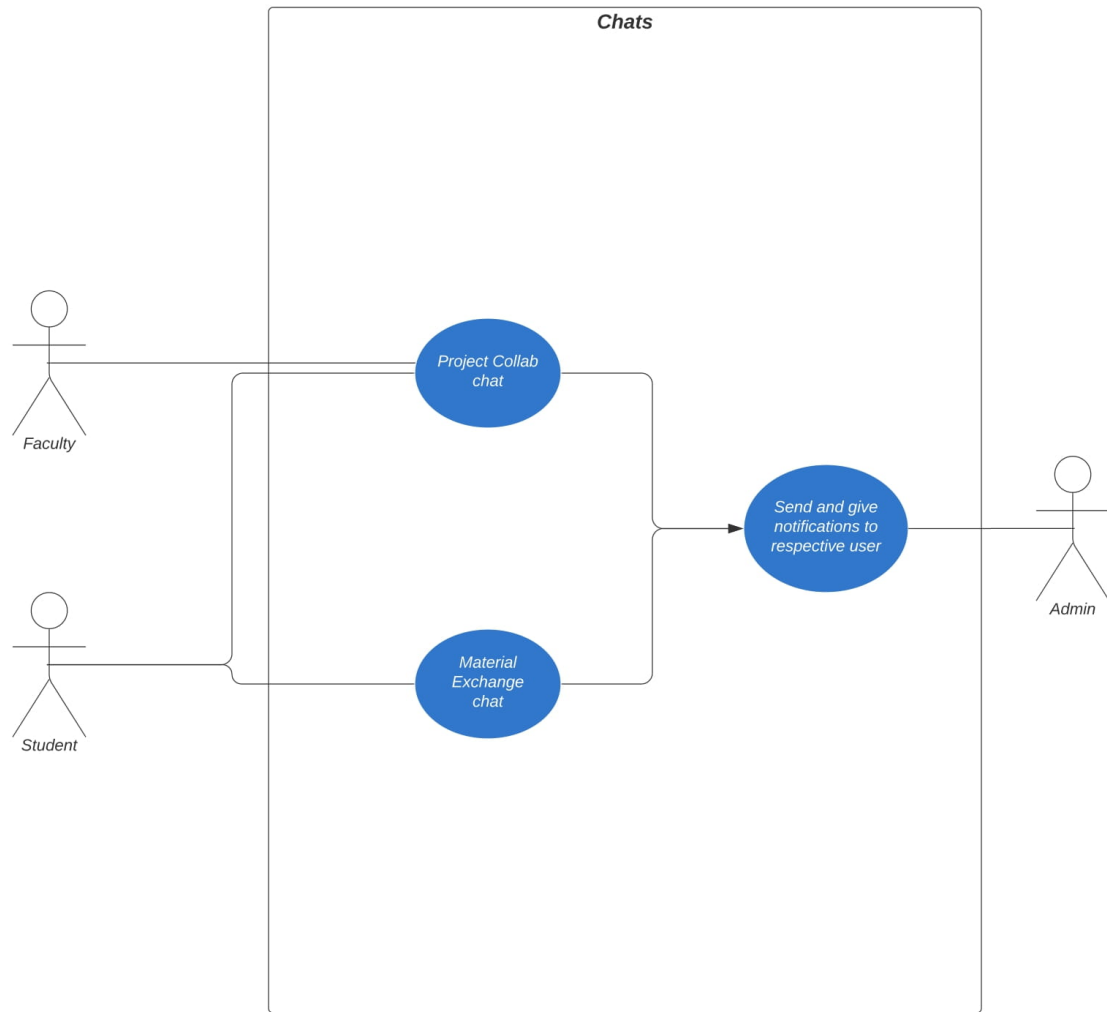 Chats
Project Collab
chat
Faculty
Send and give
notifications to
respective user
Admin
Material
Exchange
chat
Student